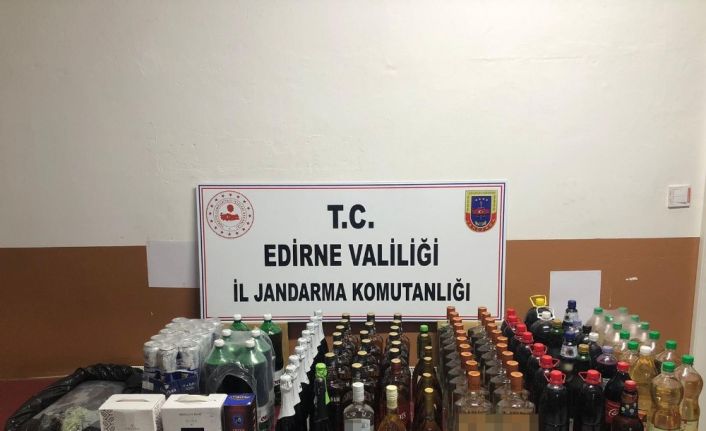 T.C.
EDİRNE VALİLİĞİ
İL JANDARMA KOMUTANLIĞI